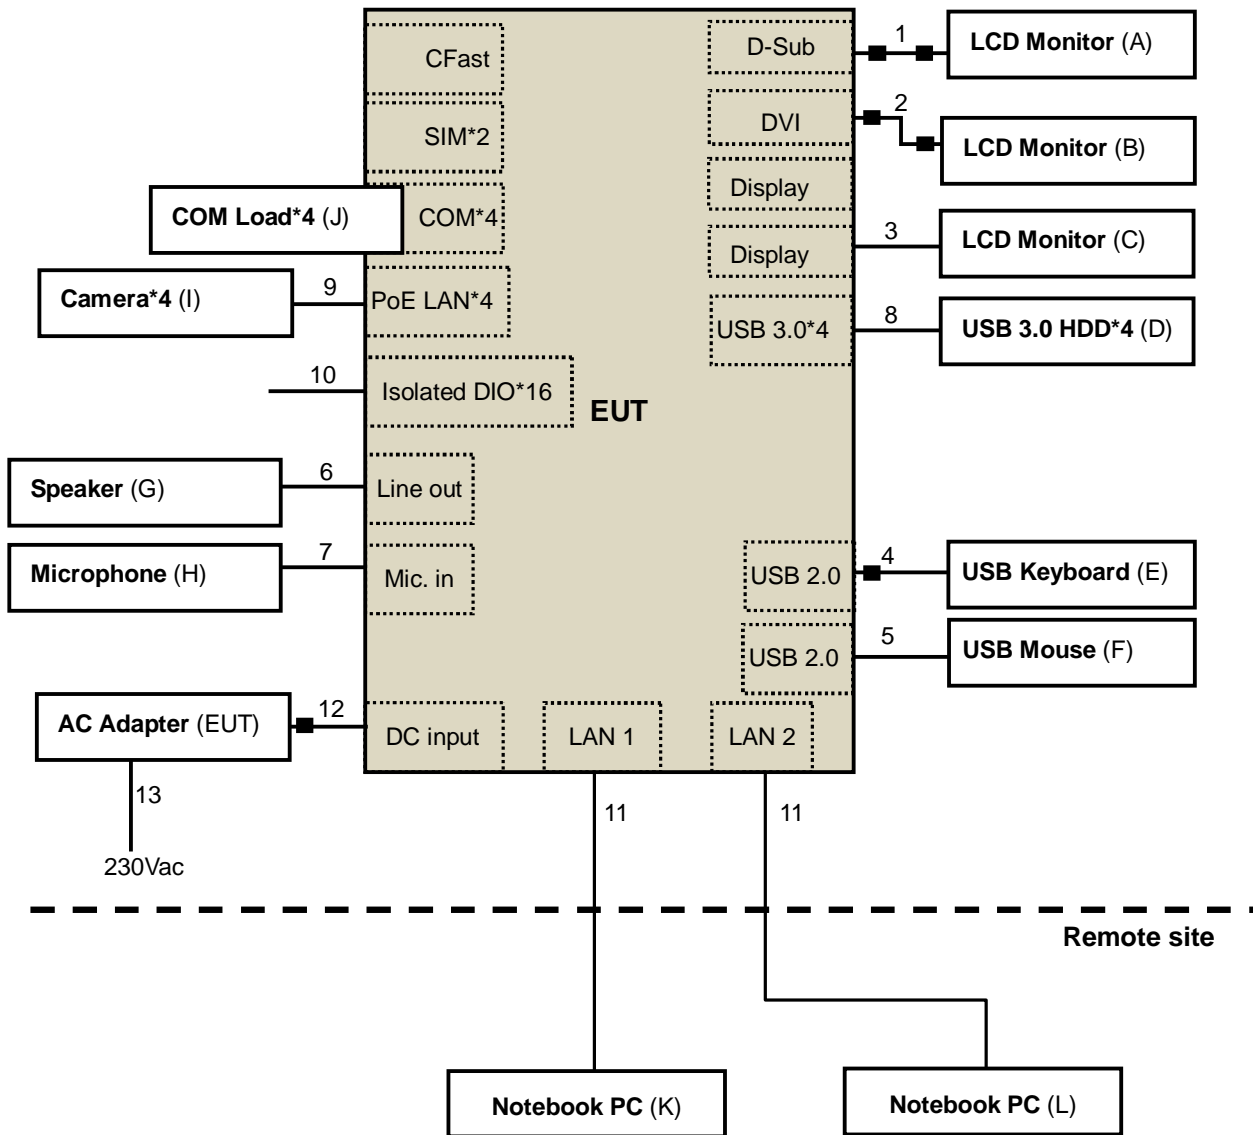 1
LCD Monitor (A)
CFast
D-Sub
2
LCD Monitor (B)
SIM*2
DVI
Display
COM Load*4 (J)
COM*4
3
LCD Monitor (C)
Display
Camera*4 (I)
9
PoE LAN*4
8
USB 3.0 HDD*4 (D)
USB 3.0*4
10
Isolated DIO*16
EUT
Speaker (G)
6
Line out
Microphone (H)
7
Mic. in
4
USB Keyboard (E)
USB 2.0
5
USB Mouse (F)
USB 2.0
AC Adapter (EUT)
12
DC input
LAN 1
LAN 2
13
11
11
230Vac
Remote site
Notebook PC (K)
Notebook PC (L)